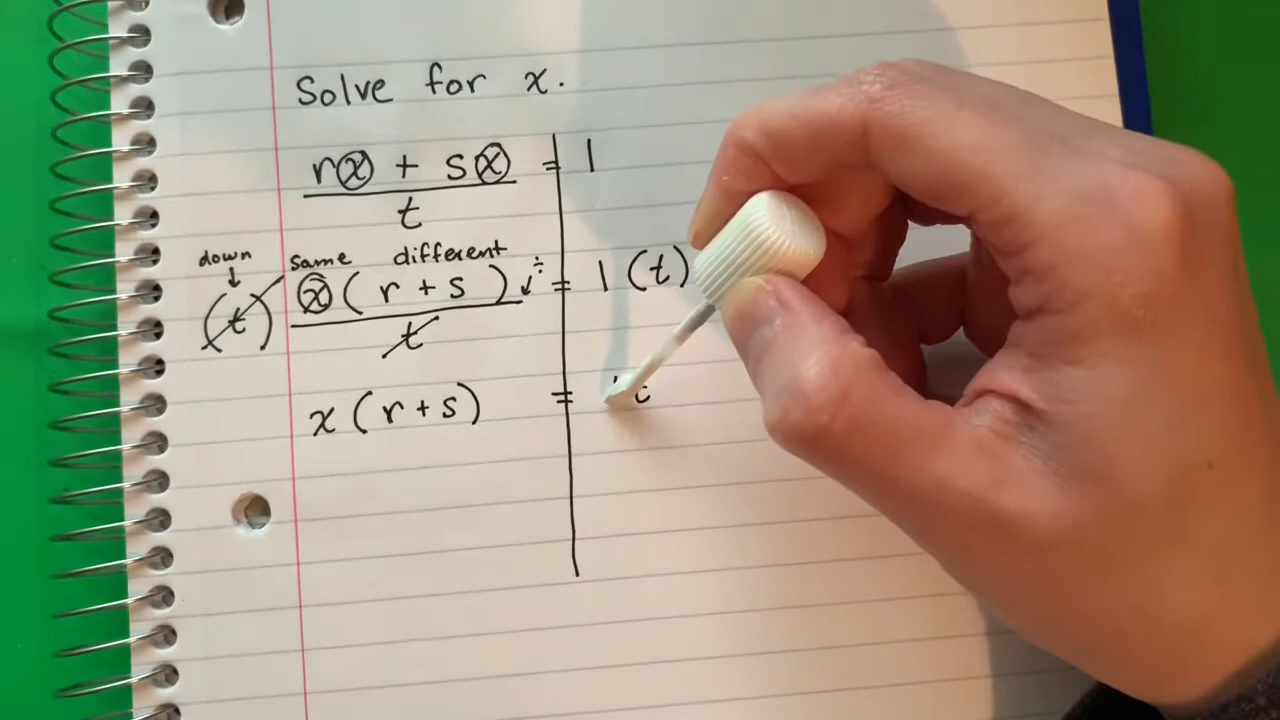 Solve for x.
rx + sx = 1
t
down same different
(t) x(r+s) ÷ = 1(t)
t
x(r+s) =